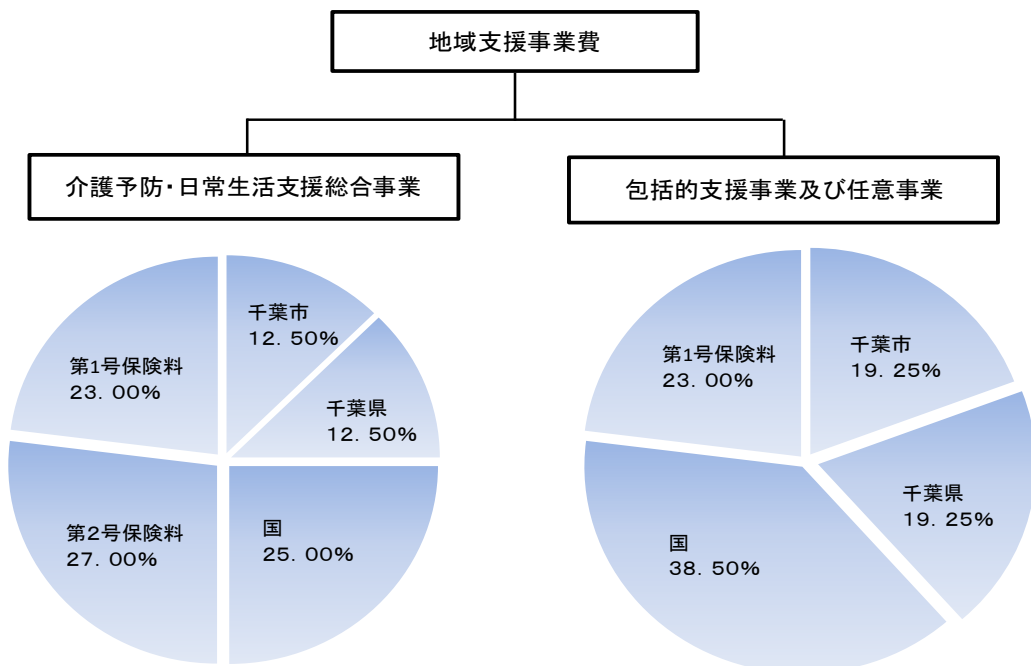 地域支援事業費
介護予防・日常生活支援総合事業
包括的支援事業及び任意事業
千葉市
12．50%
千葉県
12．50%
国
25．00%
第2号保険料
27．00%
第1号保険料
23．00%
千葉市
19．25%
千葉県
19．25%
国
38．50%
第1号保険料
23．00%